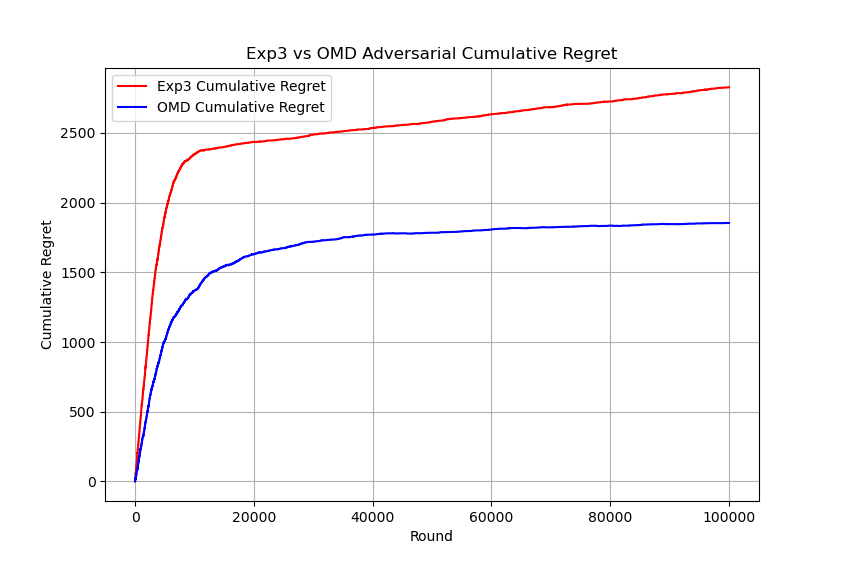 Exp3 vs OMD Adversarial Cumulative Regret
Exp3 Cumulative Regret
OMD Cumulative Regret
Cumulative Regret
2500
2000
1500
1000
500
0
0 20000 40000 60000 80000 100000
Round